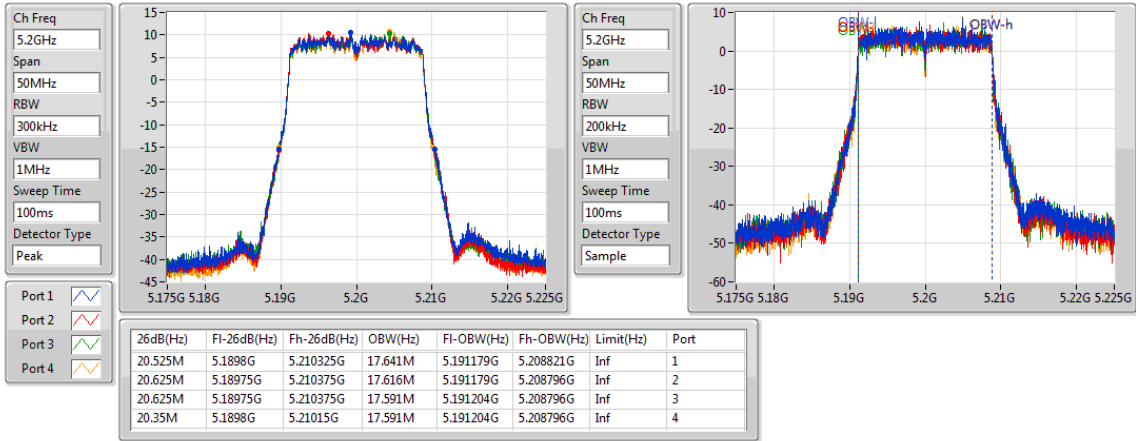 Ch Freq
5.2GHz
Span
50MHz
RBW
300kHz
VBW
1MHz
Sweep Time
100ms
Detector Type
Peak
15
10
5
0
-5
-10
-15
-20
-25
-30
-35
-40
-45
5.175G 5.18G 5.19G 5.2G 5.21G 5.22G 5.225G
Ch Freq
5.2GHz
Span
50MHz
RBW
200kHz
VBW
1MHz
Sweep Time
100ms
Detector Type
Sample
OBW-h
10
0
-10
-20
-30
-40
-50
-60
5.175G 5.18G 5.19G 5.2G 5.21G 5.22G 5.225G
Port 1
Port 2
Port 3
Port 4
26dB(Hz) Fl-26dB(Hz) Fh-26dB(Hz) OBW(Hz) Fl-OBW(Hz) Fh-OBW(Hz) Limit(Hz) Port
20.525M 5.1898G 5.210325G 17.641M 5.191179G 5.208821G Inf 1
20.625M 5.18975G 5.210375G 17.616M 5.191179G 5.208796G Inf 2
20.625M 5.18975G 5.210375G 17.591M 5.191204G 5.208796G Inf 3
20.35M 5.1898G 5.21015G 17.591M 5.191204G 5.208796G Inf 4